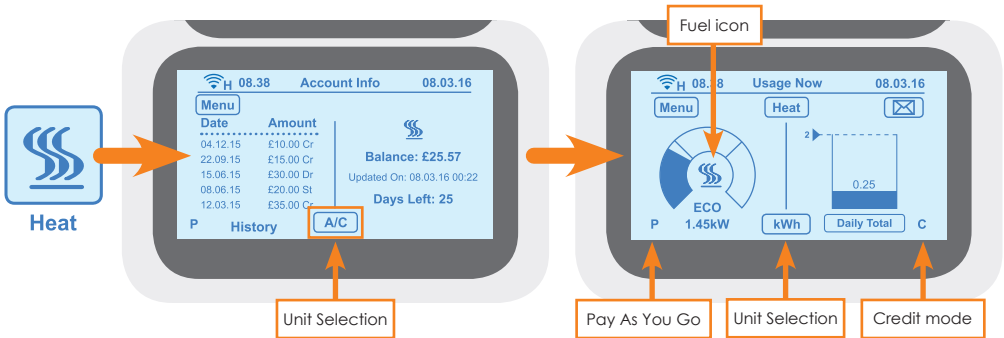 Fuel icon
Heat
H 08.38 Account Info 08.03.16
Menu
Date Amount
04.12.15 £10.00 Cr
22.09.15 £15.00 Cr
15.06.15 £30.00 Dr
08.06.15 £20.00 St
12.03.15 £35.00 Cr
Balance: £25.57
Updated On: 08.03.16 00:22
Days Left: 25
P History A/C
Unit Selection
H 08.38 Usage Now 08.03.16
Menu Heat
2
0.25
ECO
P 1.45kW kWh Daily Total C
Pay As You Go Unit Selection Credit mode